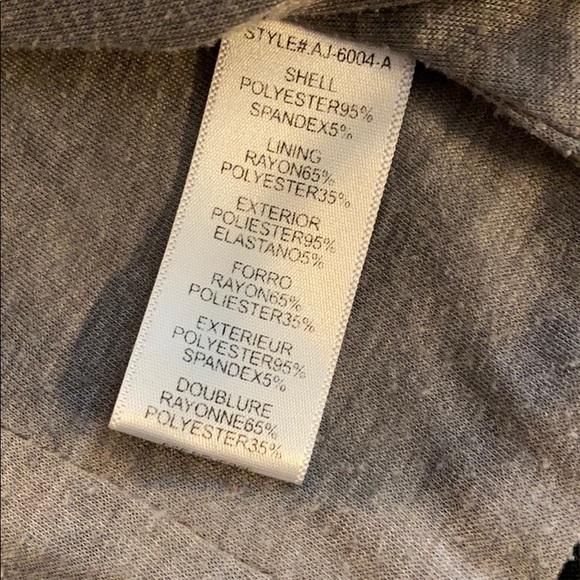 STYLE#.AJ-6004-A
SHELL
POLYESTER95%
SPANDEX5%
LINING
RAYON65%
POLYESTER35%
EXTERIOR
POLIESTER95%
ELASTANO5%
FORRO
RAYON65%
POLIESTER35%
EXTERIEUR
POLYESTER95%
SPANDEX5%
DOUBLURE
RAYONNE65%
POLYESTER35%